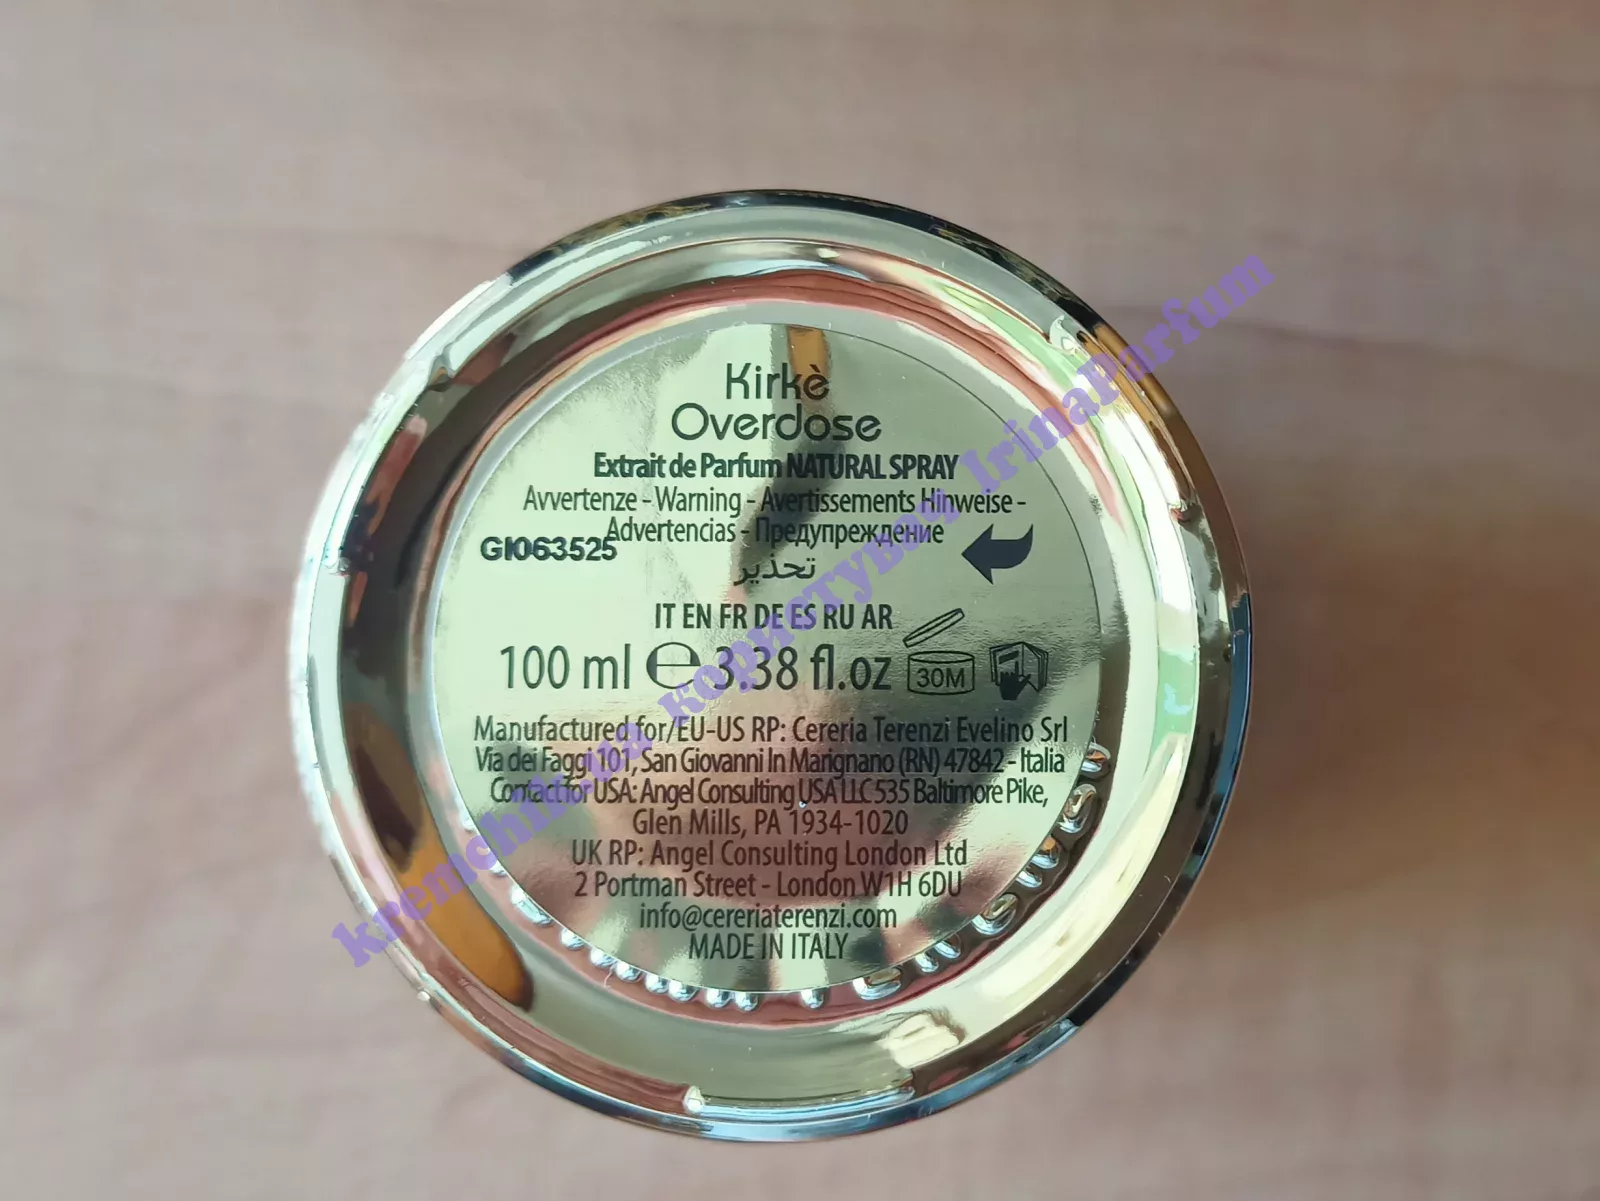 Kirkè
Overdose
Extrait de Parfum NATURAL SPRAY
Avvertenze - Warning - Avertissements Hinweise -
Advertencias - Предупреждение
GI063525
تحذير
IT EN FR DE ES RU AR
100 ml ℮ 3.38 fl.oz
30M
Manufactured for/EU-US RP: Cereria Terenzi Evelino Srl
Via dei Faggi 101, San Giovanni In Marignano (RN) 47842 - Italia
Contact for USA: Angel Consulting USA LLC 535 Baltimore Pike,
Glen Mills, PA 1934-1020
UK RP: Angel Consulting London Ltd
2 Portman Street - London W1H 6DU
info@cereriaterenzi.com
MADE IN ITALY
kremchik.ua користувач IrinaParfum